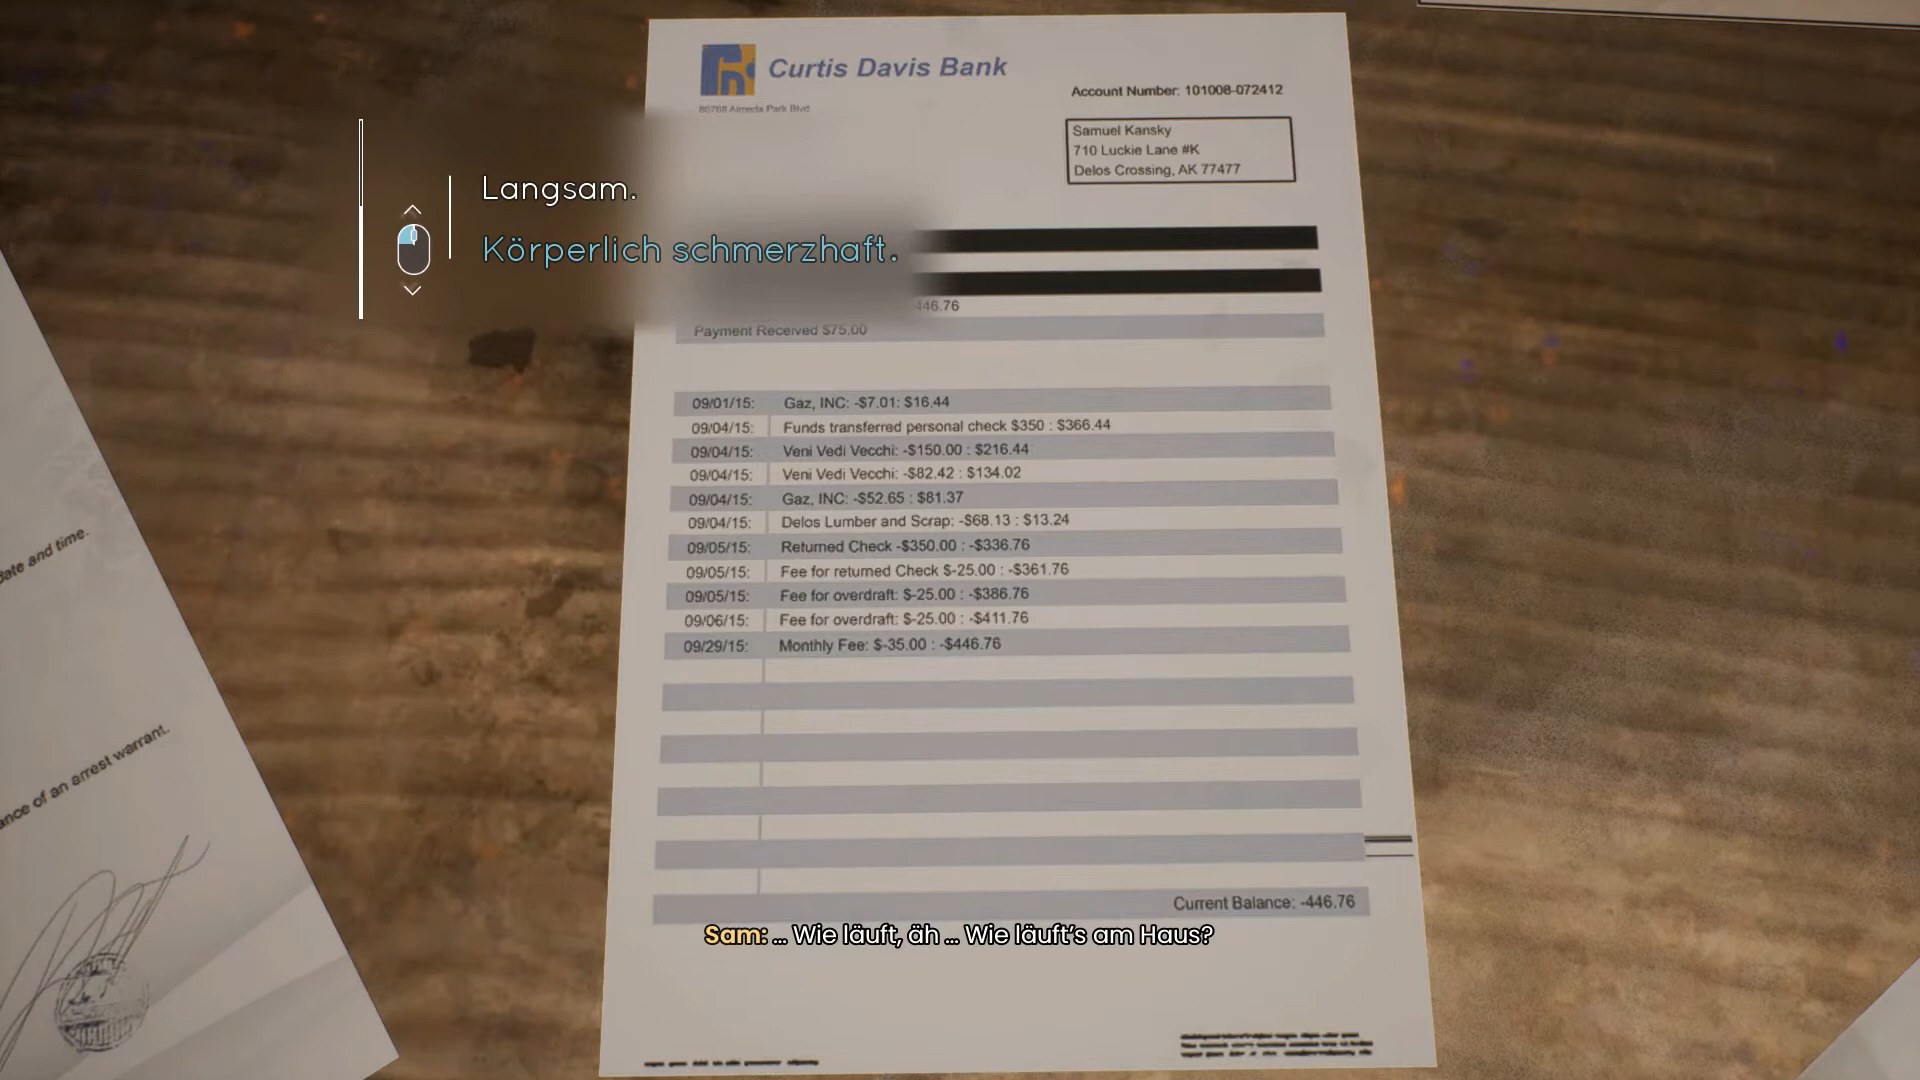 Curtis Davis Bank
80768 Almeda Park Blvd
Account Number: 101008-072412
Samuel Kansky
710 Luckie Lane #K
Delos Crossing, AK 77477
Langsam.
Körperlich schmerzhaft.
446.76
Payment Received $75.00
09/01/15: Gaz, INC: -$7.01: $16.44
09/04/15: Funds transferred personal check $350 : $366.44
09/04/15: Veni Vedi Vecchi: -$150.00 : $216.44
09/04/15: Veni Vedi Vecchi: -$82.42 : $134.02
09/04/15: Gaz, INC: -$52.65 : $81.37
09/04/15: Delos Lumber and Scrap: -$68.13 : $13.24
09/05/15: Returned Check -$350.00 : -$336.76
09/05/15: Fee for returned Check $-25.00 : -$361.76
09/05/15: Fee for overdraft: $-25.00 : -$386.76
09/06/15: Fee for overdraft: $-25.00 : -$411.76
09/29/15: Monthly Fee: $-35.00 : -$446.76
Current Balance: -446.76
date and time.
ance of an arrest warrant.
Sam: ... Wie läuft, äh ... Wie läuft's am Haus?